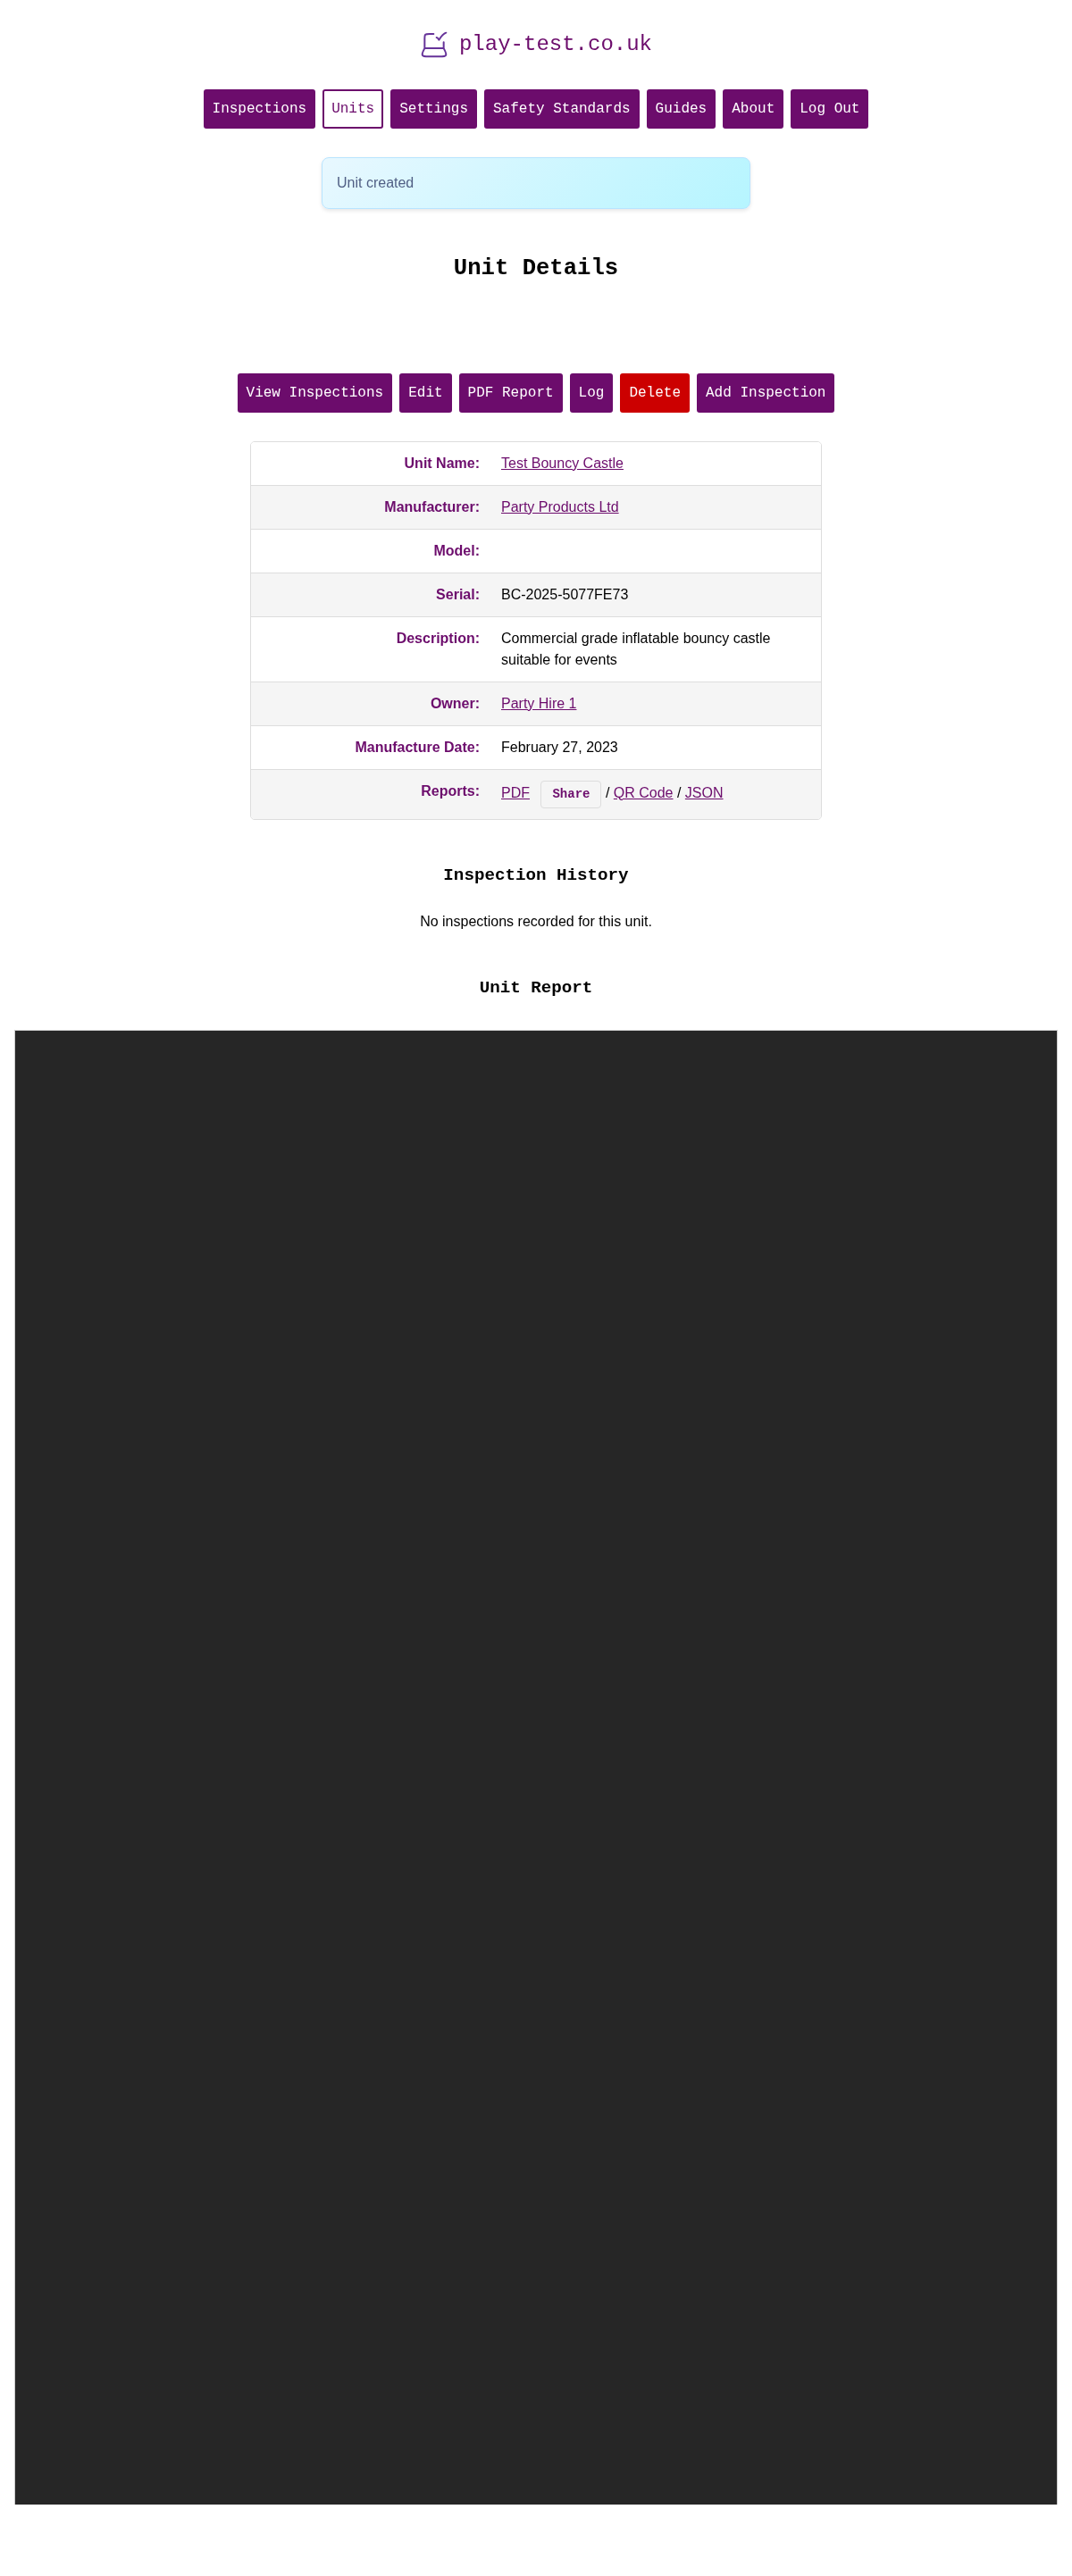 play-test.co.uk
Inspections Units Settings Safety Standards Guides About Log Out
Unit created
Unit Details
View Inspections Edit PDF Report Log Delete Add Inspection
Unit Name: Test Bouncy Castle
Manufacturer: Party Products Ltd
Model:
Serial: BC-2025-5077FE73
Description: Commercial grade inflatable bouncy castle
suitable for events
Owner: Party Hire 1
Manufacture Date: February 27, 2023
Reports: PDF Share / QR Code / JSON
Inspection History
No inspections recorded for this unit.
Unit Report